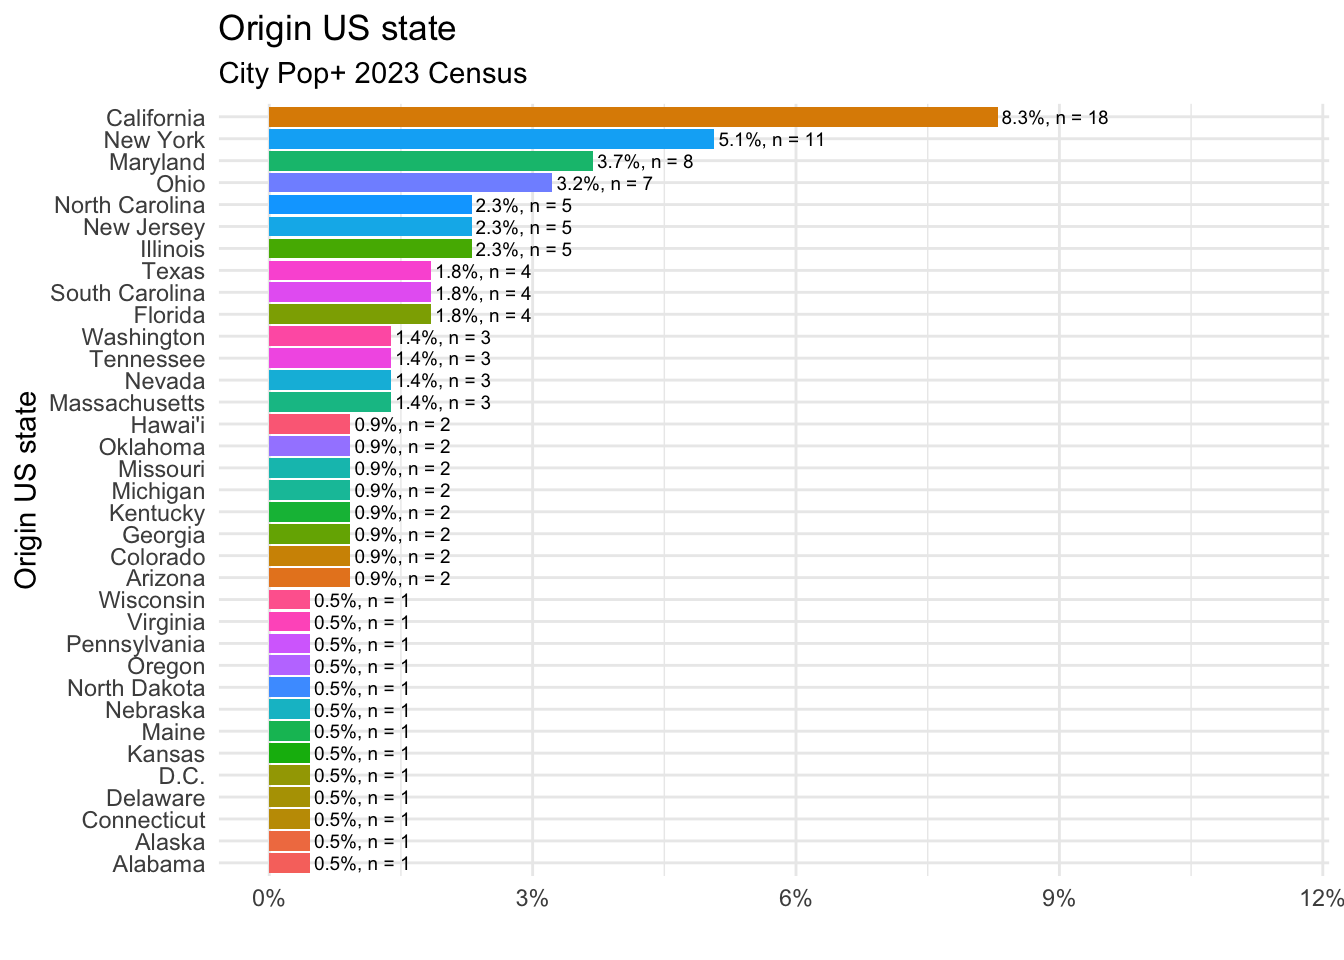 Origin US state
City Pop+ 2023 Census
Origin US state
California 8.3%, n = 18
New York 5.1%, n = 11
Maryland 3.7%, n = 8
Ohio 3.2%, n = 7
North Carolina 2.3%, n = 5
New Jersey 2.3%, n = 5
Illinois 2.3%, n = 5
Texas 1.8%, n = 4
South Carolina 1.8%, n = 4
Florida 1.8%, n = 4
Washington 1.4%, n = 3
Tennessee 1.4%, n = 3
Nevada 1.4%, n = 3
Massachusetts 1.4%, n = 3
Hawai'i 0.9%, n = 2
Oklahoma 0.9%, n = 2
Missouri 0.9%, n = 2
Michigan 0.9%, n = 2
Kentucky 0.9%, n = 2
Georgia 0.9%, n = 2
Colorado 0.9%, n = 2
Arizona 0.9%, n = 2
Wisconsin 0.5%, n = 1
Virginia 0.5%, n = 1
Pennsylvania 0.5%, n = 1
Oregon 0.5%, n = 1
North Dakota 0.5%, n = 1
Nebraska 0.5%, n = 1
Maine 0.5%, n = 1
Kansas 0.5%, n = 1
D.C. 0.5%, n = 1
Delaware 0.5%, n = 1
Connecticut 0.5%, n = 1
Alaska 0.5%, n = 1
Alabama 0.5%, n = 1
0% 3% 6% 9% 12%